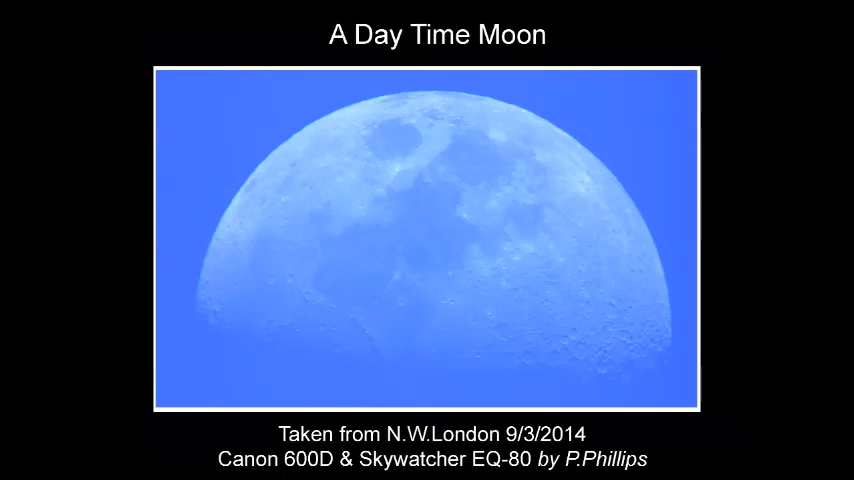 A Day Time Moon
Taken from N.W.London 9/3/2014
Canon 600D & Skywatcher EQ-80 by P.Phillips